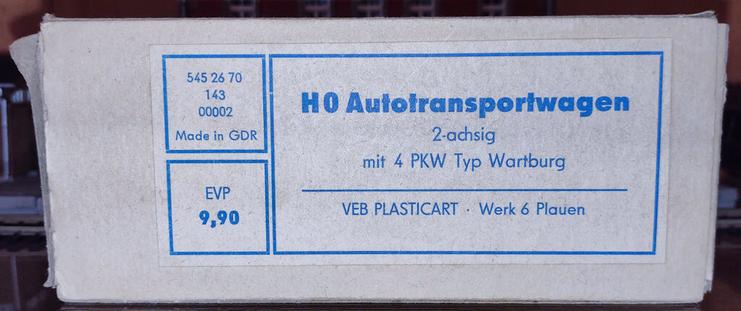 545 26 70
143
00002
Made in GDR
EVP
9,90
H0 Autotransportwagen
2-achsig
mit 4 PKW Typ Wartburg
VEB PLASTICART · Werk 6 Plauen